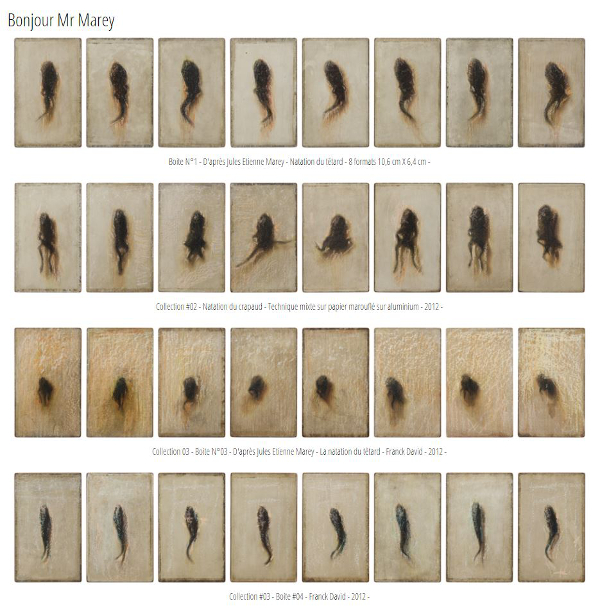 Bonjour Mr Marey
Boite N°1 - D'après Jules Etienne Marey - Natation du têtard - 8 formats 10,6 cm X 6,4 cm -
Collection #02 - Natation du crapaud - Technique mixte sur papier marouflé sur aluminium - 2012 -
Collection 03 - Boite N°03 - D'après Jules Etienne Marey - La natation du têtard - Franck David - 2012 -
Collection #03 - Boite #04 - Franck David - 2012 -